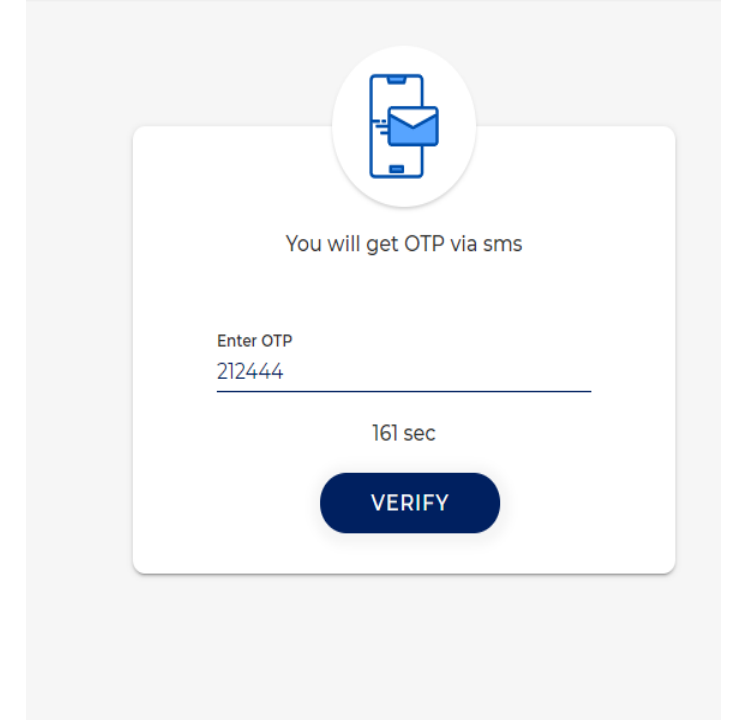 You will get OTP via sms
Enter OTP
212444
161 sec
VERIFY